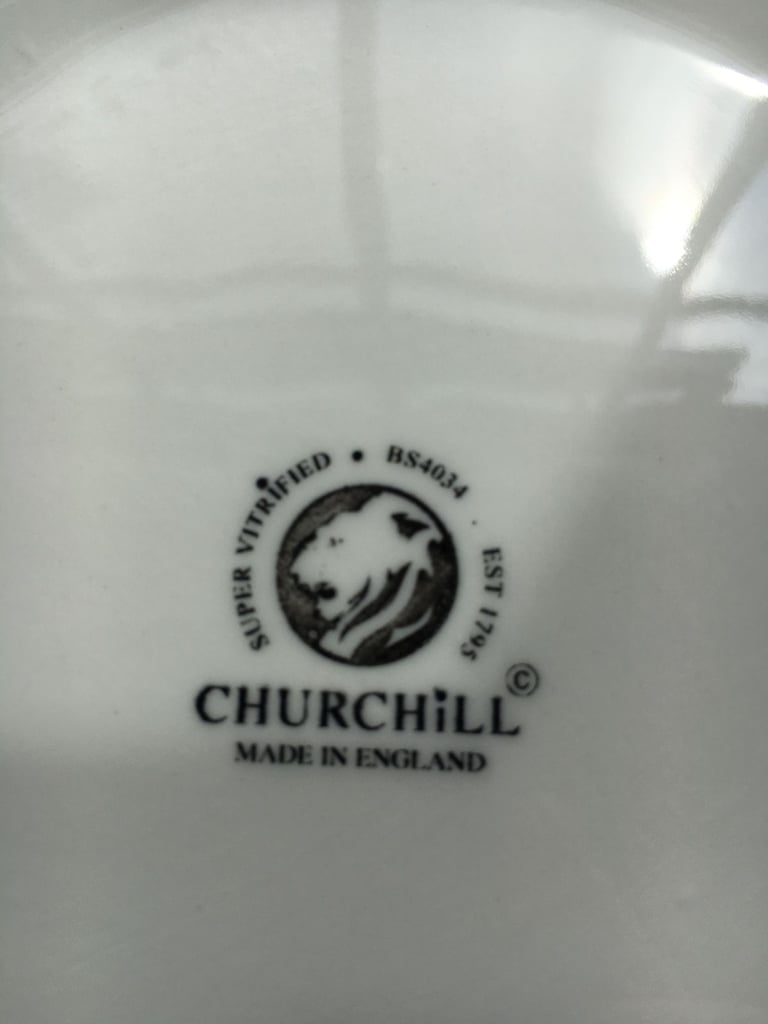 SUPER VITRIFIED • BS4034 · EST 1795
CHURCHiLL ©
MADE IN ENGLAND